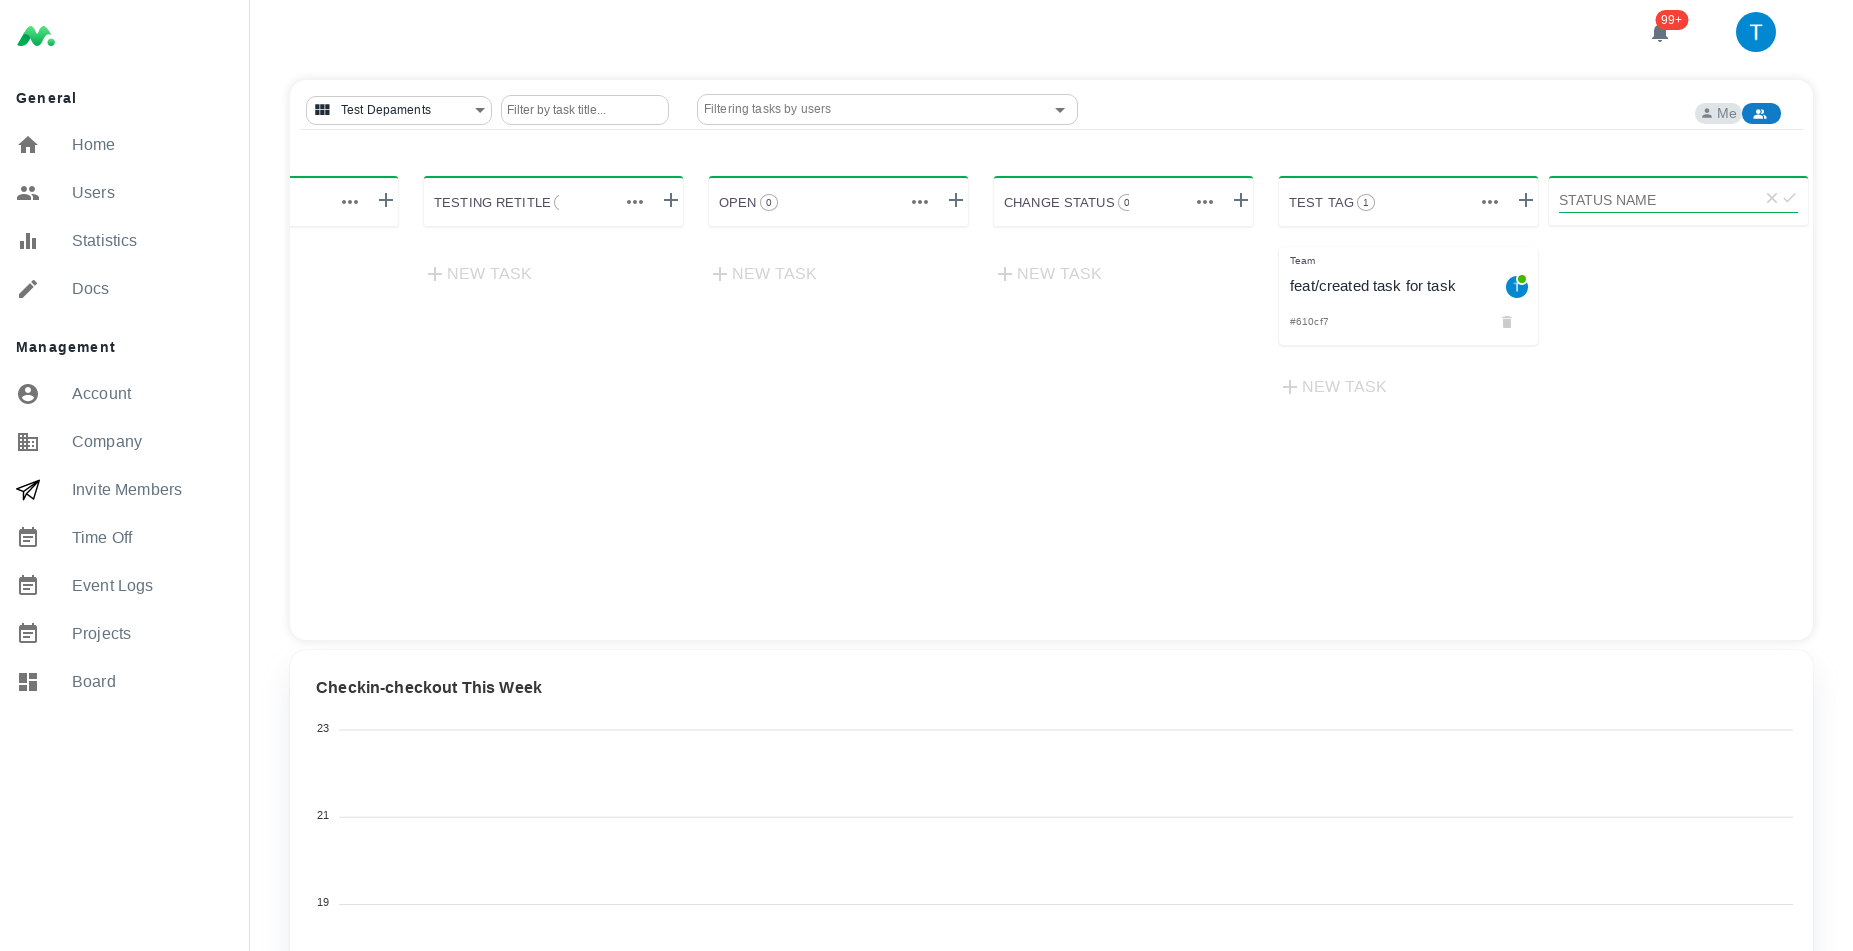 99+
T
General
Home
Users
Statistics
Docs
Management
Account
Company
Invite Members
Time Off
Event Logs
Projects
Board
Test Depaments
Filter by task title...
Filtering tasks by users
Me
TESTING RETITLE
OPEN 0
CHANGE STATUS 0
TEST TAG 1
STATUS NAME
NEW TASK
NEW TASK
NEW TASK
Team
feat/created task for task
T
#610cf7
NEW TASK
Checkin-checkout This Week
23
21
19